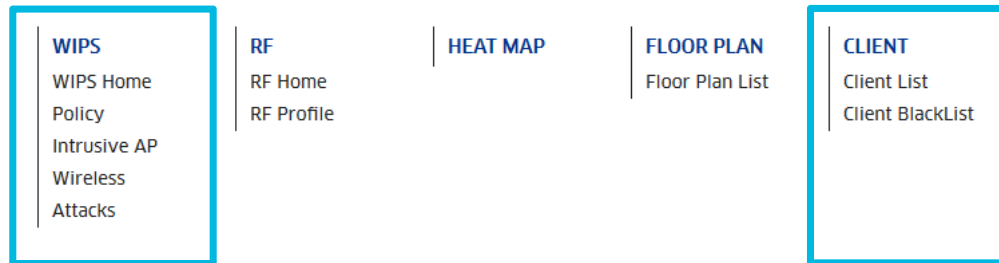 WIPS
WIPS Home
Policy
Intrusive AP
Wireless
Attacks
RF
RF Home
RF Profile
HEAT MAP
FLOOR PLAN
Floor Plan List
CLIENT
Client List
Client BlackList